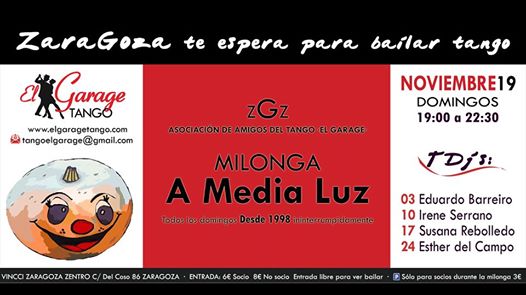 ZaraGoza te espera para bailar tango
El Garage
TANGO
www.elgaragetango.com
tangoelgarage@gmail.com
zGz
ASOCIACIÓN DE AMIGOS DEL TANGO EL GARAGE
MILONGA
A Media Luz
Todos los domingos Desde 1998 ininterrumpidamente
NOVIEMBRE19
DOMINGOS
19:00 a 22:30
TDjs:
03 Eduardo Barreiro
10 Irene Serrano
17 Susana Rebolledo
24 Esther del Campo
VINCCI ZARAGOZA ZENTRO C/ Del Coso 86 ZARAGOZA · ENTRADA: 6€ Socio 8€ No socio Entrada libre para ver bailar · P Sólo para socios durante la milonga 3€